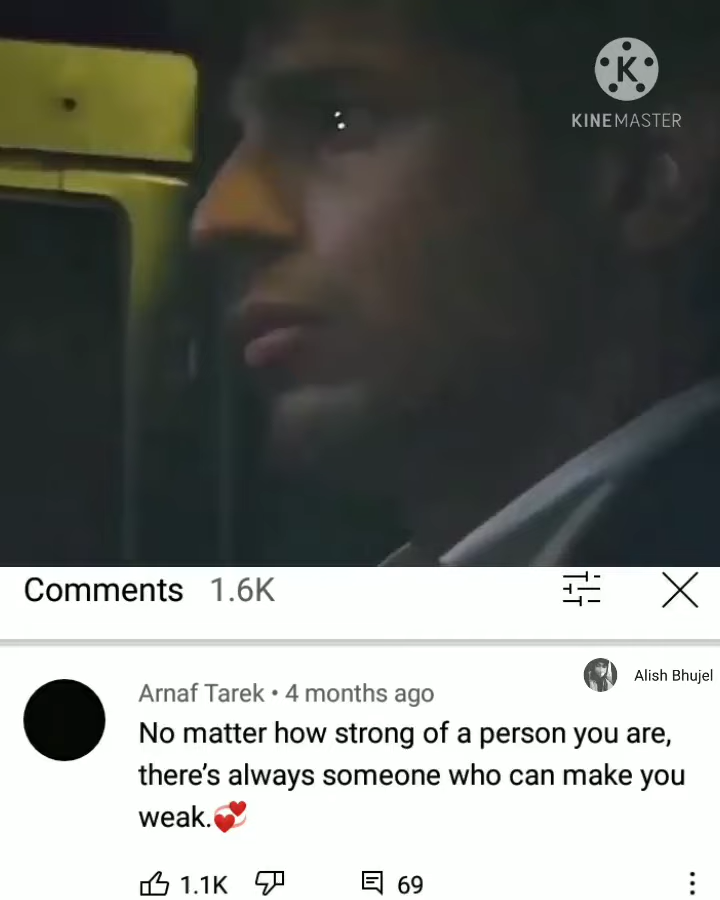 K
KINEMASTER
Comments 1.6K
Alish Bhujel
Arnaf Tarek • 4 months ago
No matter how strong of a person you are,
there's always someone who can make you
weak.💞
1.1K 69